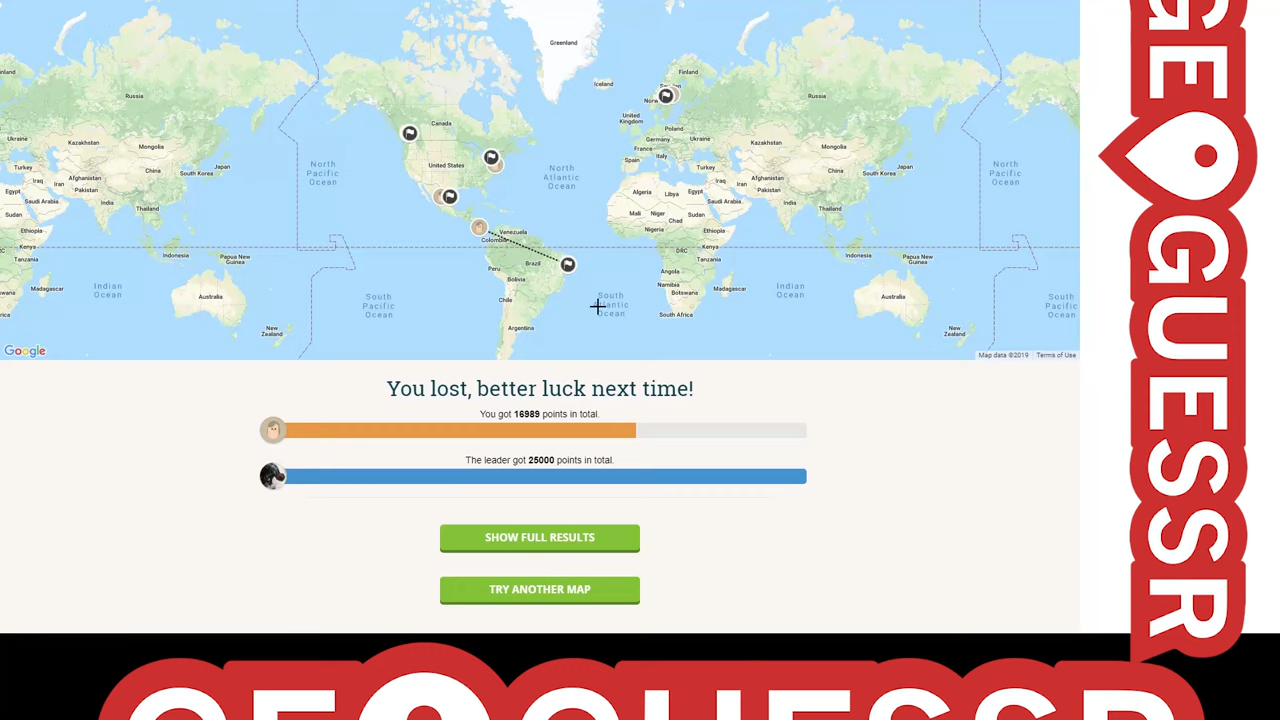 Greenland
Iceland
Finland
Russia
Canada
United Kingdom
Poland
Germany
Ukraine
France
Spain
Italy
Kazakhstan
Mongolia
Turkey
China
Japan
South Korea
North Pacific Ocean
United States
North Atlantic Ocean
Iraq
Iran
Afghanistan
Pakistan
Egypt
Saudi Arabia
India
Algeria
Libya
Mexico
Mali
Niger
Sudan
Chad
Thailand
Nigeria
Ethiopia
Venezuela
Colombia
Kenya
DRC
Indonesia
Papua New Guinea
Tanzania
Brazil
Peru
Angola
Bolivia
Namibia
Botswana
Madagascar
Indian Ocean
Australia
South Pacific Ocean
Chile
South Atlantic Ocean
South Africa
Argentina
New Zealand
Google
Map data ©2019 Terms of Use
You lost, better luck next time!
You got 16989 points in total.
The leader got 25000 points in total.
SHOW FULL RESULTS
TRY ANOTHER MAP
GEOGUESSR
GEOGUESSR